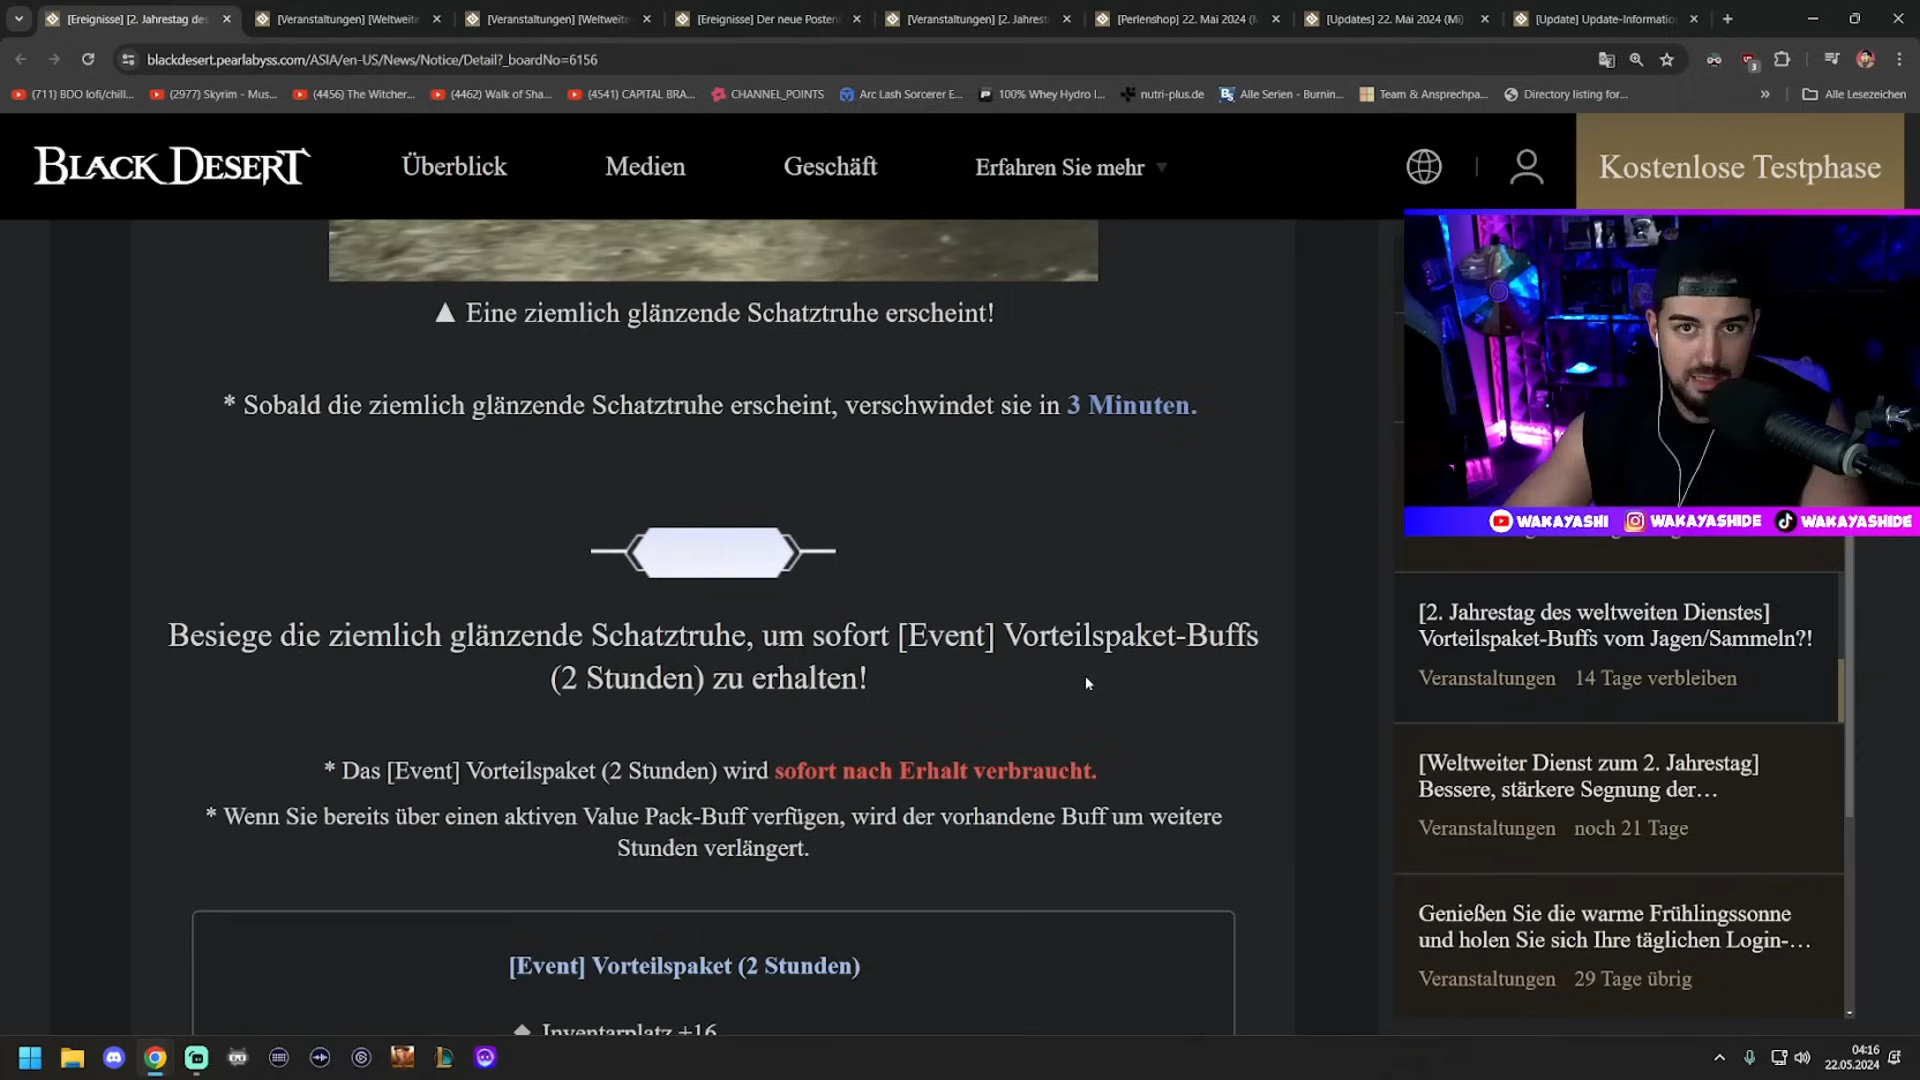 [Ereignisse] [2. Jahrestag des
[Veranstaltungen] [Weltweite
[Veranstaltungen] [Weltweite
[Ereignisse] Der neue Posten
[Veranstaltungen] [2. Jahrest
[Perlenshop] 22. Mai 2024 (
[Updates] 22. Mai 2024 (Mi)
[Update] Update-Informatio
blackdesert.pearlabyss.com/ASIA/en-US/News/Notice/Detail?_boardNo=6156
3
(711) BDO lofi/chill...
(2977) Skyrim - Mus...
(4456) The Witcher...
(4462) Walk of Sha...
(4541) CAPITAL BRA...
CHANNEL_POINTS
Arc Lash Sorcerer E...
100% Whey Hydro I...
nutri-plus.de
Alle Serien - Burnin...
Team & Ansprechpa...
Directory listing for...
Alle Lesezeichen
BLACK DESERT
Überblick
Medien
Geschäft
Erfahren Sie mehr
Kostenlose Testphase
▲ Eine ziemlich glänzende Schatztruhe erscheint!
* Sobald die ziemlich glänzende Schatztruhe erscheint, verschwindet sie in 3 Minuten.
Besiege die ziemlich glänzende Schatztruhe, um sofort [Event] Vorteilspaket-Buffs
(2 Stunden) zu erhalten!
* Das [Event] Vorteilspaket (2 Stunden) wird sofort nach Erhalt verbraucht.
* Wenn Sie bereits über einen aktiven Value Pack-Buff verfügen, wird der vorhandene Buff um weitere
Stunden verlängert.
[Event] Vorteilspaket (2 Stunden)
◆ Inventarplatz +16
WAKAYASHI
WAKAYASHIDE
WAKAYASHIDE
[2. Jahrestag des weltweiten Dienstes]
Vorteilspaket-Buffs vom Jagen/Sammeln?!
Veranstaltungen 14 Tage verbleiben
[Weltweiter Dienst zum 2. Jahrestag]
Bessere, stärkere Segnung der…
Veranstaltungen noch 21 Tage
Genießen Sie die warme Frühlingssonne
und holen Sie sich Ihre täglichen Login-…
Veranstaltungen 29 Tage übrig
04:16
22.05.2024